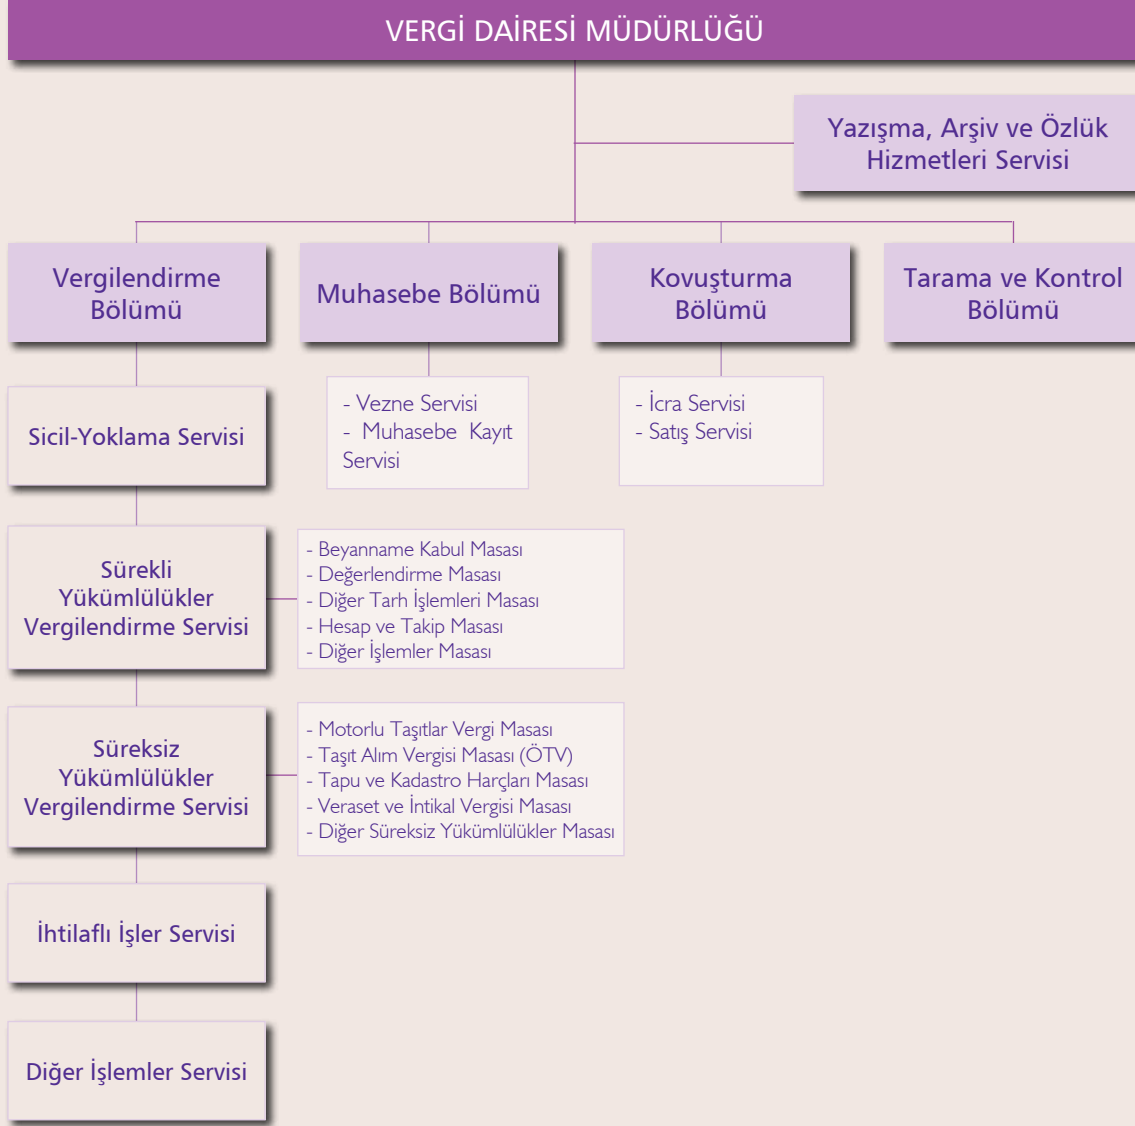 VERGİ DAİRESİ MÜDÜRLÜĞÜ
Yazışma, Arşiv ve Özlük
Hizmetleri Servisi
Vergilendirme
Bölümü
Muhasebe Bölümü
Kovuşturma
Bölümü
Tarama ve Kontrol
Bölümü
Sicil-Yoklama Servisi
- Vezne Servisi
- Muhasebe Kayıt
Servisi
- İcra Servisi
- Satış Servisi
Sürekli
Yükümlülükler
Vergilendirme Servisi
- Beyanname Kabul Masası
- Değerlendirme Masası
- Diğer Tarh İşlemleri Masası
- Hesap ve Takip Masası
- Diğer İşlemler Masası
Süreksiz
Yükümlülükler
Vergilendirme Servisi
- Motorlu Taşıtlar Vergi Masası
- Taşıt Alım Vergisi Masası (ÖTV)
- Tapu ve Kadastro Harçları Masası
- Veraset ve İntikal Vergisi Masası
- Diğer Süreksiz Yükümlülükler Masası
İhtilaflı İşler Servisi
Diğer İşlemler Servisi